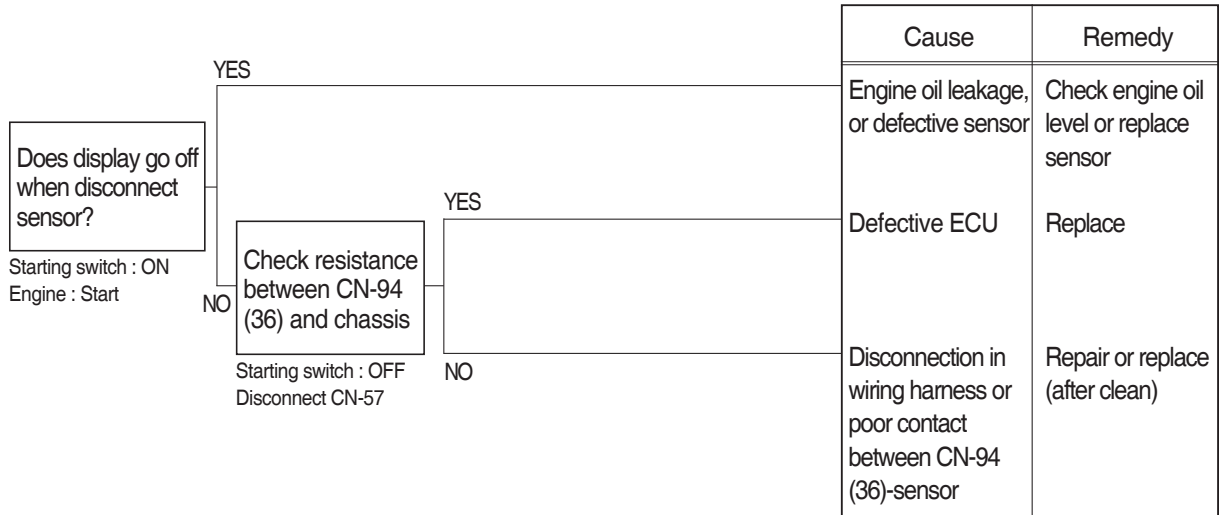 Does display go off
when disconnect
sensor?
Starting switch : ON
Engine : Start
YES
NO
Check resistance
between CN-94
(36) and chassis
Starting switch : OFF
Disconnect CN-57
YES
NO
Cause
Remedy
Engine oil leakage,
or defective sensor
Check engine oil
level or replace
sensor
Defective ECU
Replace
Disconnection in
wiring harness or
poor contact
between CN-94
(36)-sensor
Repair or replace
(after clean)